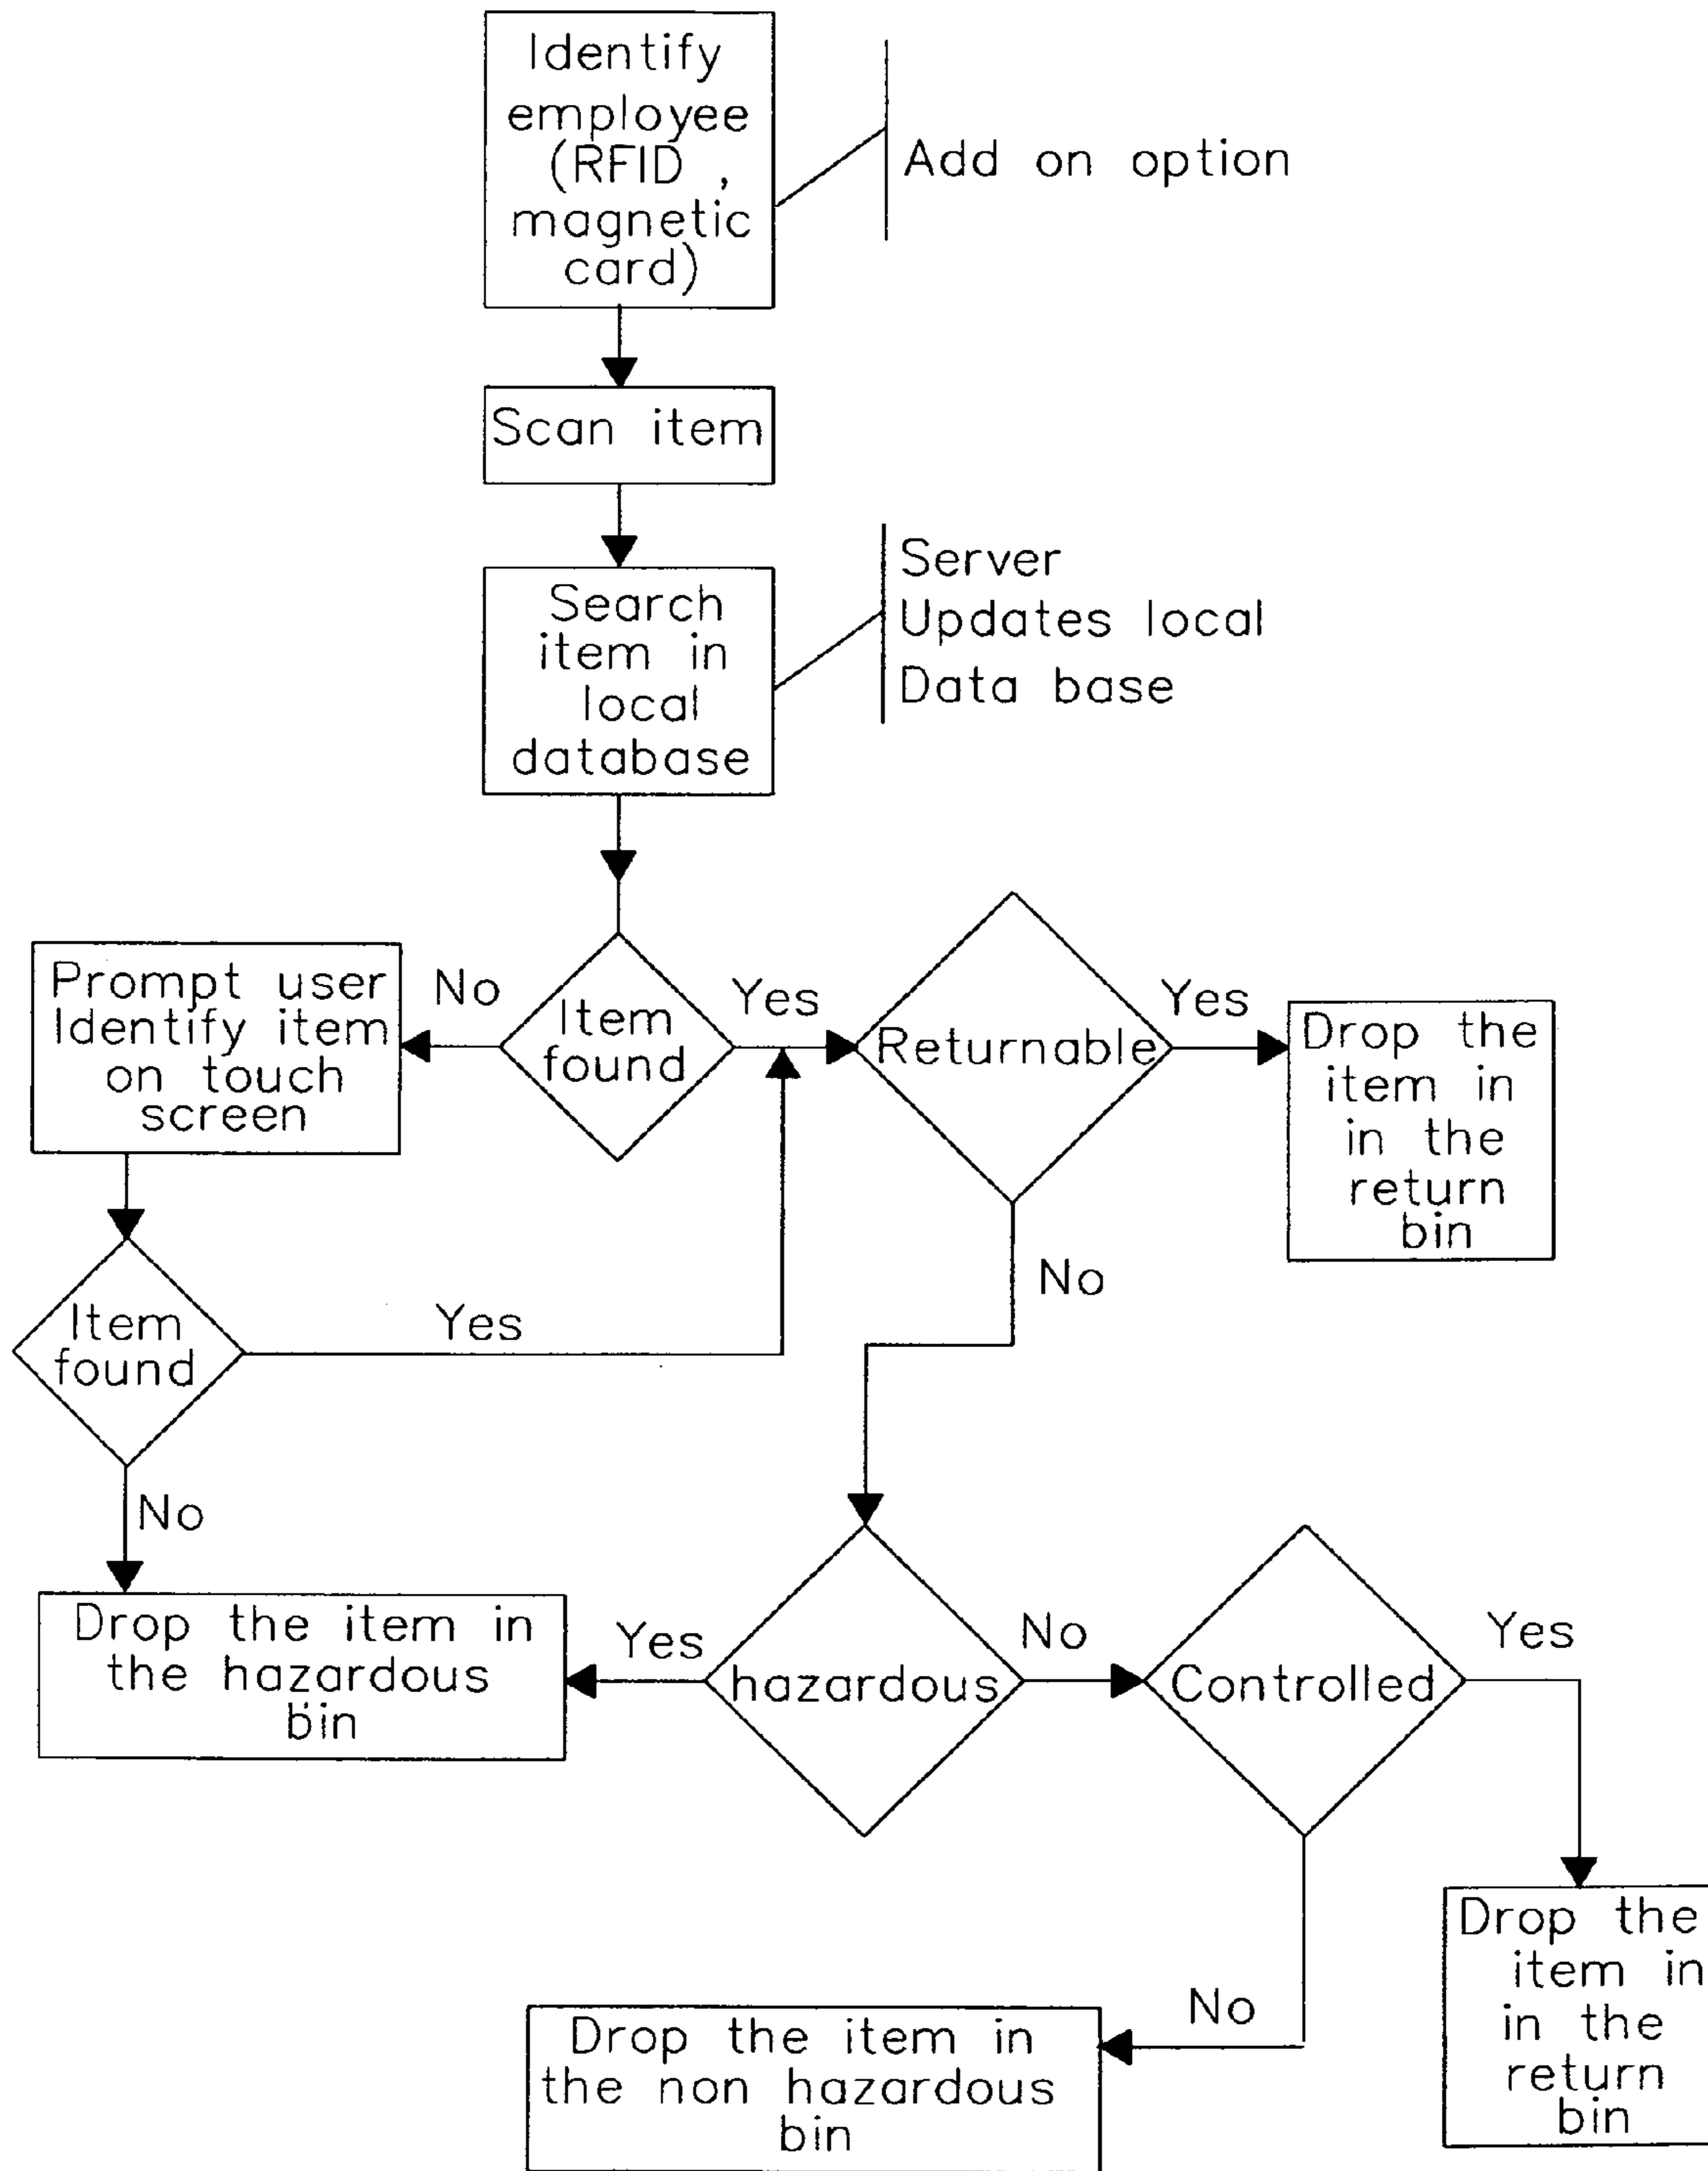 Identify
employee
(RFID ,
magnetic
card)
Add on option
Scan item
Search
item in
local
database
Server
Updates local
Data base
Prompt user
Identify item
on touch
screen
No
Item
found
Yes
Returnable
Yes
Drop the
item in
in the
return
bin
No
Item
found
Yes
No
Drop the item in
the hazardous
bin
Yes
hazardous
No
Controlled
Yes
Drop the
item in
in the
return
bin
No
Drop the item in
the non hazardous
bin